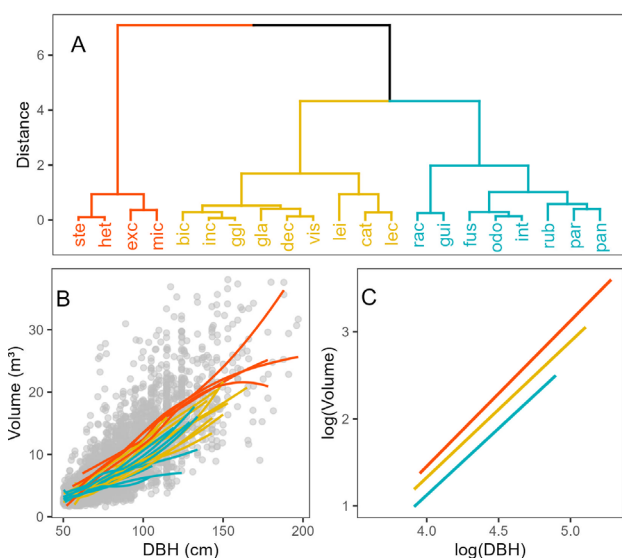 A
Distance
6
4
2
0
ste het exc mic bic inc ggl gla dec vis lei cat lec rac gui fus odo int rub par pan
B
Volume (m³)
30
20
10
0
50 100 150 200
DBH (cm)
C
log(Volume)
3
2
1
4.0 4.5 5.0
log(DBH)